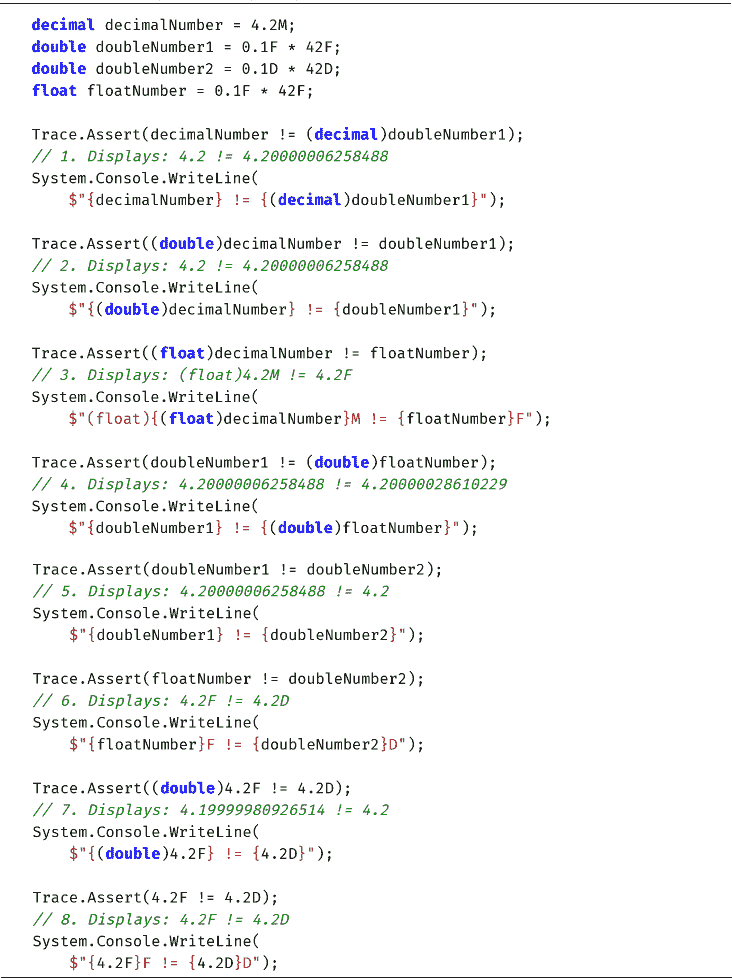 decimal decimalNumber = 4.2M;
double doubleNumber1 = 0.1F * 42F;
double doubleNumber2 = 0.1D * 42D;
float floatNumber = 0.1F * 42F;
Trace.Assert(decimalNumber != (decimal)doubleNumber1);
// 1. Displays: 4.2 != 4.20000006258488
System.Console.WriteLine(
$"{decimalNumber} != {(decimal)doubleNumber1}");
Trace.Assert((double)decimalNumber != doubleNumber1);
// 2. Displays: 4.2 != 4.20000006258488
System.Console.WriteLine(
$"{(double)decimalNumber} != {doubleNumber1}");
Trace.Assert((float)decimalNumber != floatNumber);
// 3. Displays: (float)4.2M != 4.2F
System.Console.WriteLine(
$"(float){(float)decimalNumber}M != {floatNumber}F");
Trace.Assert(doubleNumber1 != (double)floatNumber);
// 4. Displays: 4.20000006258488 != 4.20000028610229
System.Console.WriteLine(
$"{doubleNumber1} != {(double)floatNumber}");
Trace.Assert(doubleNumber1 != doubleNumber2);
// 5. Displays: 4.20000006258488 != 4.2
System.Console.WriteLine(
$"{doubleNumber1} != {doubleNumber2}");
Trace.Assert(floatNumber != doubleNumber2);
// 6. Displays: 4.2F != 4.2D
System.Console.WriteLine(
$"{floatNumber}F != {doubleNumber2}D");
Trace.Assert((double)4.2F != 4.2D);
// 7. Displays: 4.19999980926514 != 4.2
System.Console.WriteLine(
$"{(double)4.2F} != {4.2D}");
Trace.Assert(4.2F != 4.2D);
// 8. Displays: 4.2F != 4.2D
System.Console.WriteLine(
$"{4.2F}F != {4.2D}D");